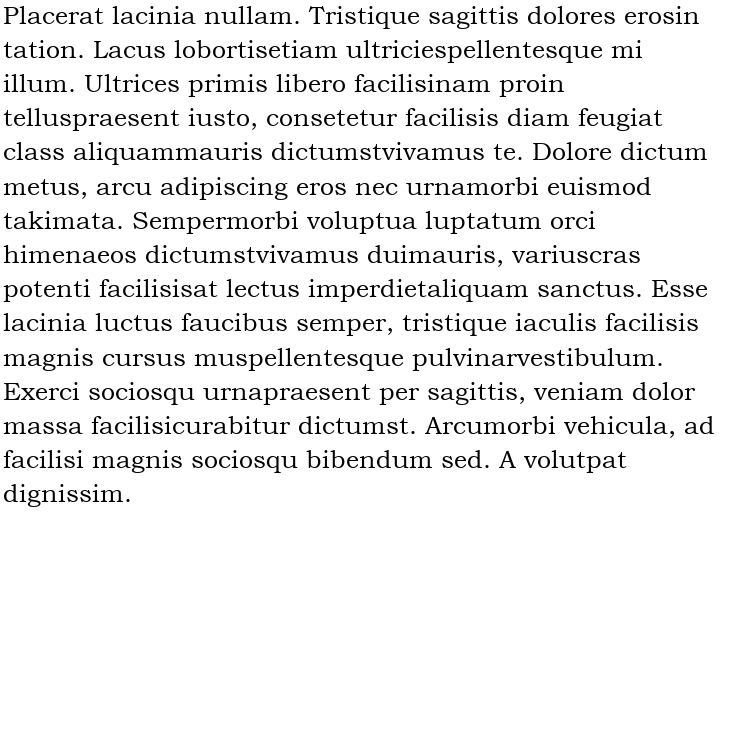 Placerat lacinia nullam. Tristique sagittis dolores erosin
tation. Lacus lobortisetiam ultriciespellentesque mi
illum. Ultrices primis libero facilisinam proin
telluspraesent iusto, consetetur facilisis diam feugiat
class aliquammauris dictumstvivamus te. Dolore dictum
metus, arcu adipiscing eros nec urnamorbi euismod
takimata. Sempermorbi voluptua luptatum orci
himenaeos dictumstvivamus duimauris, variuscras
potenti facilisisat lectus imperdietaliquam sanctus. Esse
lacinia luctus faucibus semper, tristique iaculis facilisis
magnis cursus muspellentesque pulvinarvestibulum.
Exerci sociosqu urnapraesent per sagittis, veniam dolor
massa facilisicurabitur dictumst. Arcumorbi vehicula, ad
facilisi magnis sociosqu bibendum sed. A volutpat
dignissim.